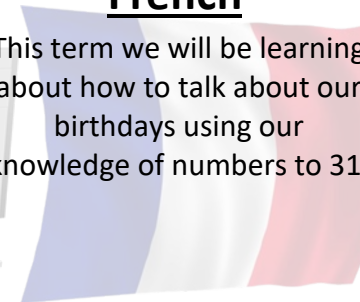 French
This term we will be learning
about how to talk about our
birthdays using our
knowledge of numbers to 31